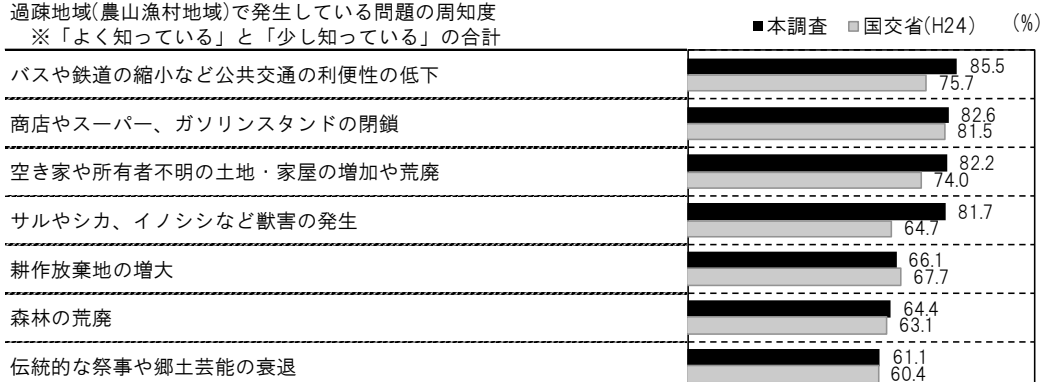 過疎地域(農山漁村地域)で発生している問題の周知度
※「よく知っている」と「少し知っている」の合計
■本調査 ■国交省(H24) (%)
バスや鉄道の縮小など公共交通の利便性の低下
85.5
75.7
商店やスーパー、ガソリンスタンドの閉鎖
82.6
81.5
空き家や所有者不明の土地・家屋の増加や荒廃
82.2
74.0
サルやシカ、イノシシなど獣害の発生
81.7
64.7
耕作放棄地の増大
66.1
67.7
森林の荒廃
64.4
63.1
伝統的な祭事や郷土芸能の衰退
61.1
60.4